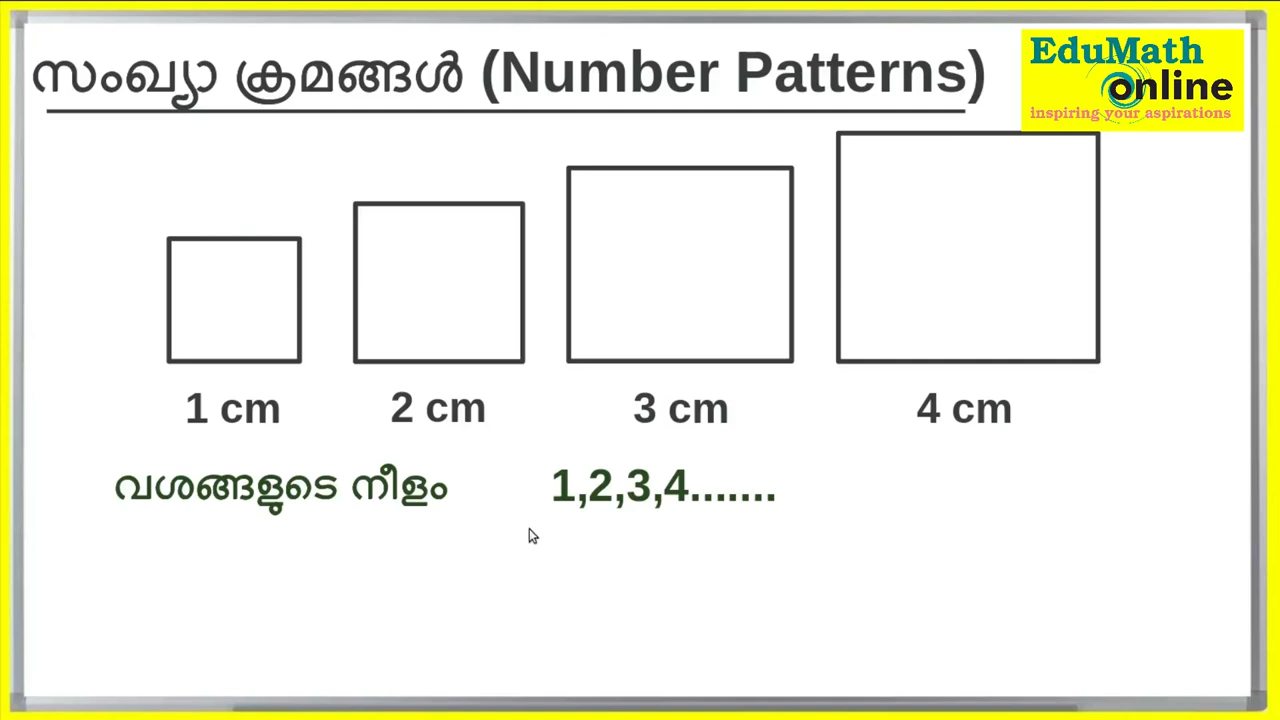 സംഖ്യാ ക്രമങ്ങൾ (Number Patterns)
EduMath
Online
inspiring your aspirations
1 cm
2 cm
3 cm
4 cm
വശങ്ങളുടെ നീളം 1,2,3,4.......